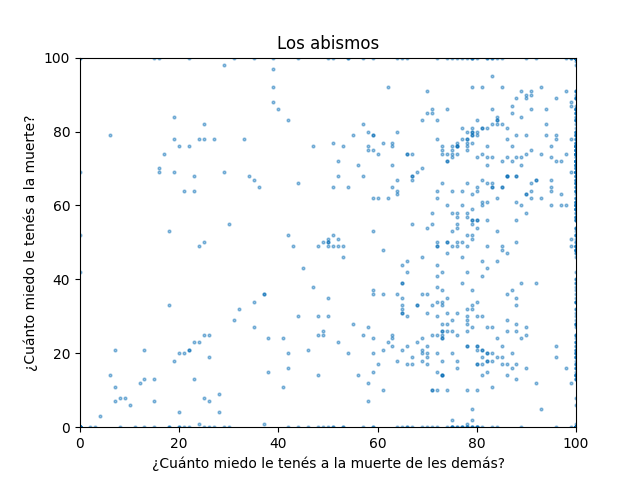 Los abismos
¿Cuánto miedo le tenés a la muerte?
100
80
60
40
20
0
0 20 40 60 80 100
¿Cuánto miedo le tenés a la muerte de les demás?